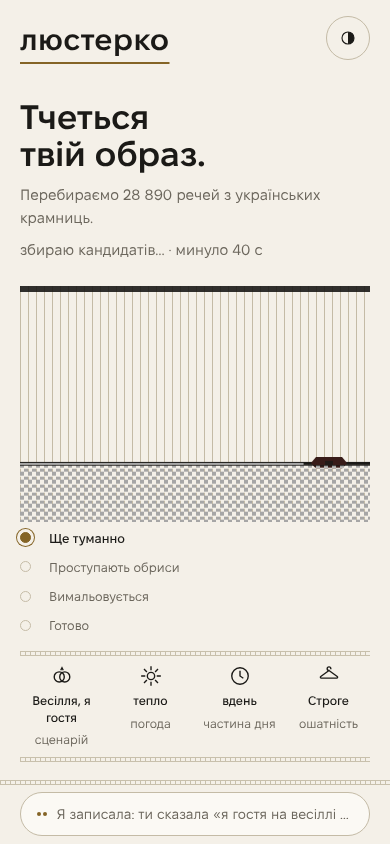 люстерко
Тчеться
твій образ.
Перебираємо 28 890 речей з українських
крамниць.
збираю кандидатів… · минуло 40 с
Ще туманно
Проступають обриси
Вимальовується
Готово
Весілля, я
гостя
сценарій
тепло
погода
вдень
частина дня
Строге
ошатність
Я записала: ти сказала «я гостя на весіллі …